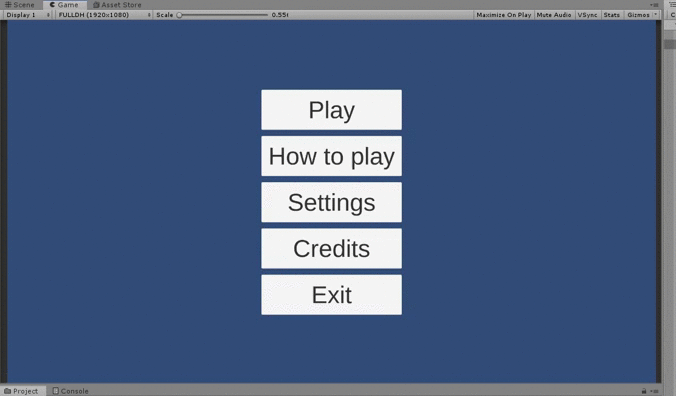 Scene Game Asset Store
Display 1 FULLDH (1920x1080) Scale 0.55 Maximize On Play Mute Audio VSync Stats Gizmos
Play
How to play
Settings
Credits
Exit
Project Console